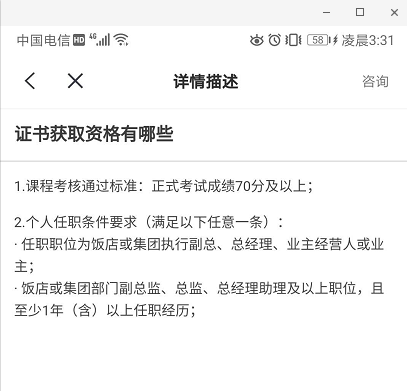 中国电信 HD 4G 58 凌晨3:31
详情描述 咨询
证书获取资格有哪些
1.课程考核通过标准：正式考试成绩70分及以上；
2.个人任职条件要求（满足以下任意一条）：
· 任职职位为饭店或集团执行副总、总经理、业主经营人或业
主；
· 饭店或集团部门副总监、总监、总经理助理及以上职位，且
至少1年（含）以上任职经历；